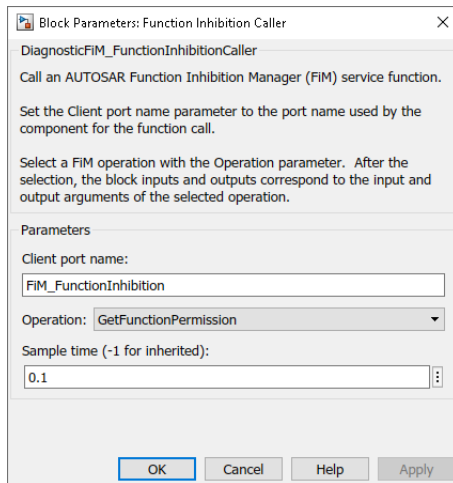 Block Parameters: Function Inhibition Caller
DiagnosticFiM_FunctionInhibitionCaller
Call an AUTOSAR Function Inhibition Manager (FiM) service function.
Set the Client port name parameter to the port name used by the
component for the function call.
Select a FiM operation with the Operation parameter.  After the
selection, the block inputs and outputs correspond to the input and
output arguments of the selected operation.
Parameters
Client port name:
FiM_FunctionInhibition
Operation: GetFunctionPermission
Sample time (-1 for inherited):
0.1
OK Cancel Help Apply